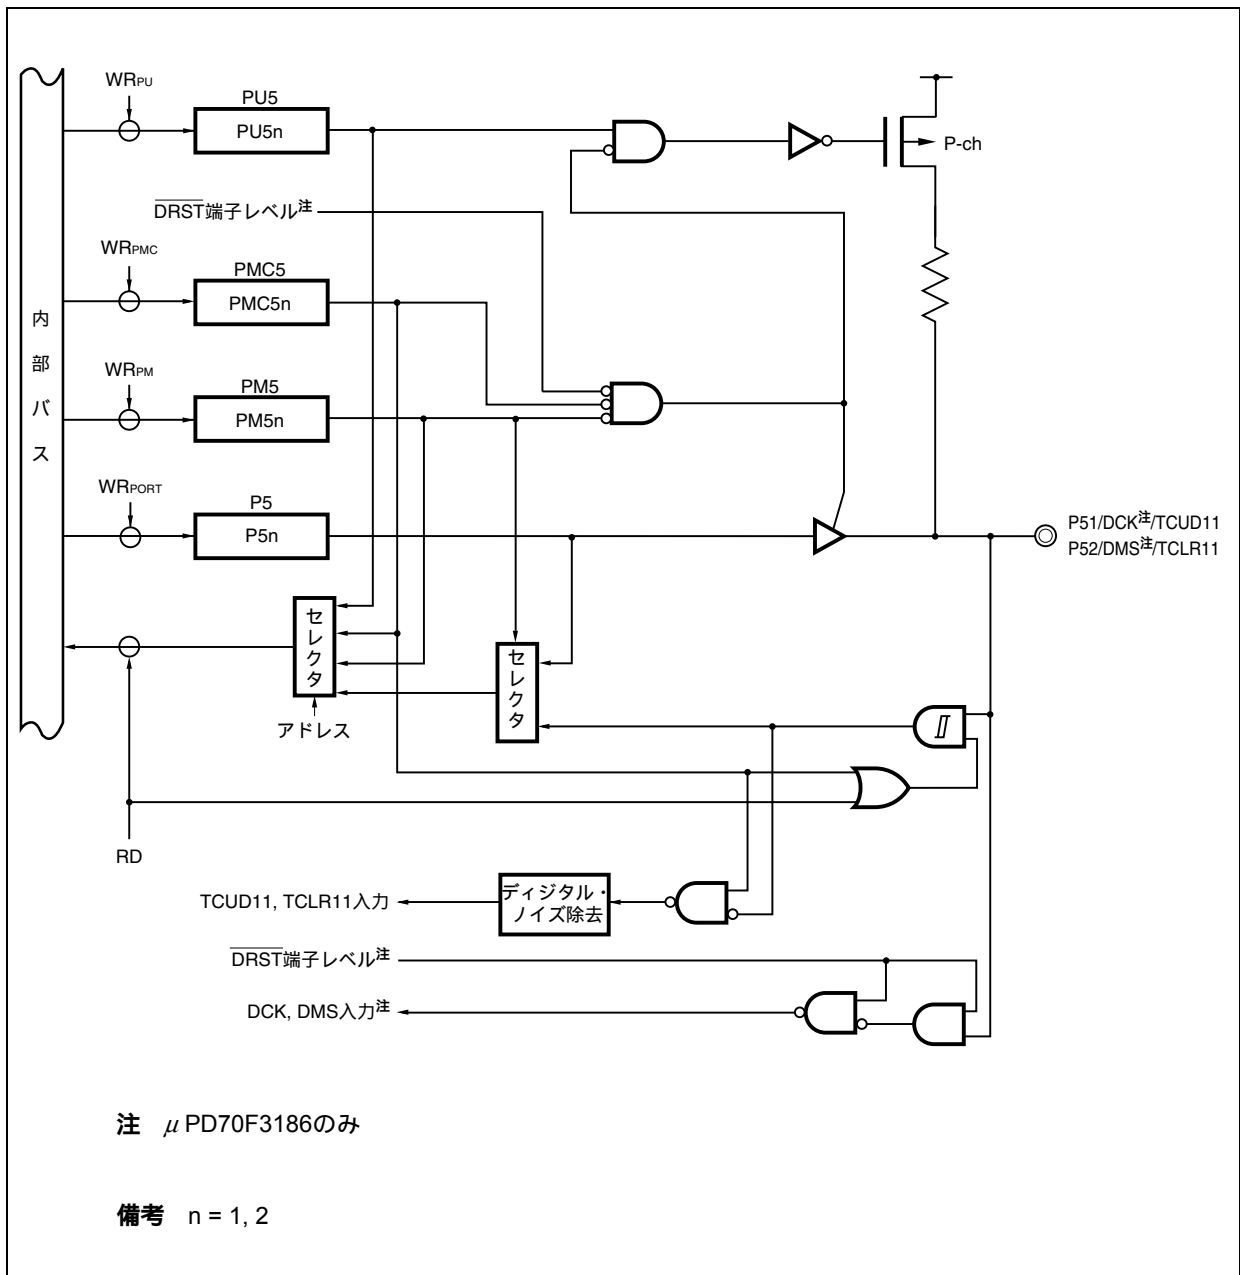 WRPU
PU5
PU5n
P-ch
DRST端子レベル注
WRPMC
PMC5
PMC5n
内部バス
WRPM
PM5
PM5n
WRPORT
P5
P5n
P51/DCK注/TCUD11
P52/DMS注/TCLR11
セレクタ
セレクタ
アドレス
RD
TCUD11, TCLR11入力
ディジタル・
ノイズ除去
DRST端子レベル注
DCK, DMS入力注
注 μPD70F3186のみ
備考 n = 1, 2